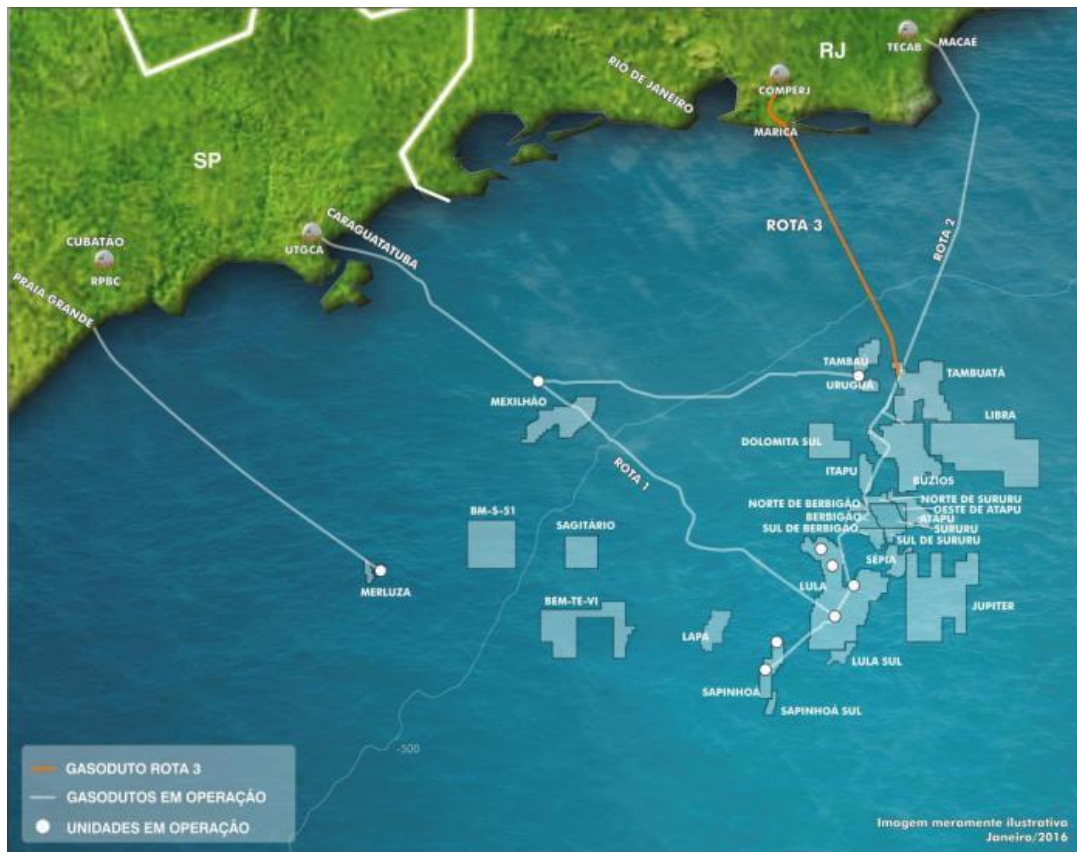 RJ
TECAB
MACAÉ
RIO DE JANEIRO
COMPERJ
MARICÁ
SP
ROTA 3
ROTA 2
CARAGUATATUBA
UTGCA
CUBATÃO
RPBC
PRAIA GRANDE
TAMBAÚ
URUGUÁ
TAMBUATÁ
MEXILHÃO
LIBRA
DOLOMITA SUL
ROTA 1
ITAPU
BÚZIOS
NORTE DE BERBIGÃO
NORTE DE SURURU
OESTE DE ATAPU
BERBIGÃO
ATAPU
SUL DE BERBIGÃO
SURURU
SUL DE SURURU
BM-S-51
SAGITÁRIO
SÉPIA
LULA
MERLUZA
BEM-TE-VI
JUPITER
LAPA
LULA SUL
SAPINHOÁ
SAPINHOÁ SUL
-500
GASODUTO ROTA 3
GASODUTOS EM OPERAÇÃO
UNIDADES EM OPERAÇÃO
Imagem meramente ilustrativa
Janeiro/2016